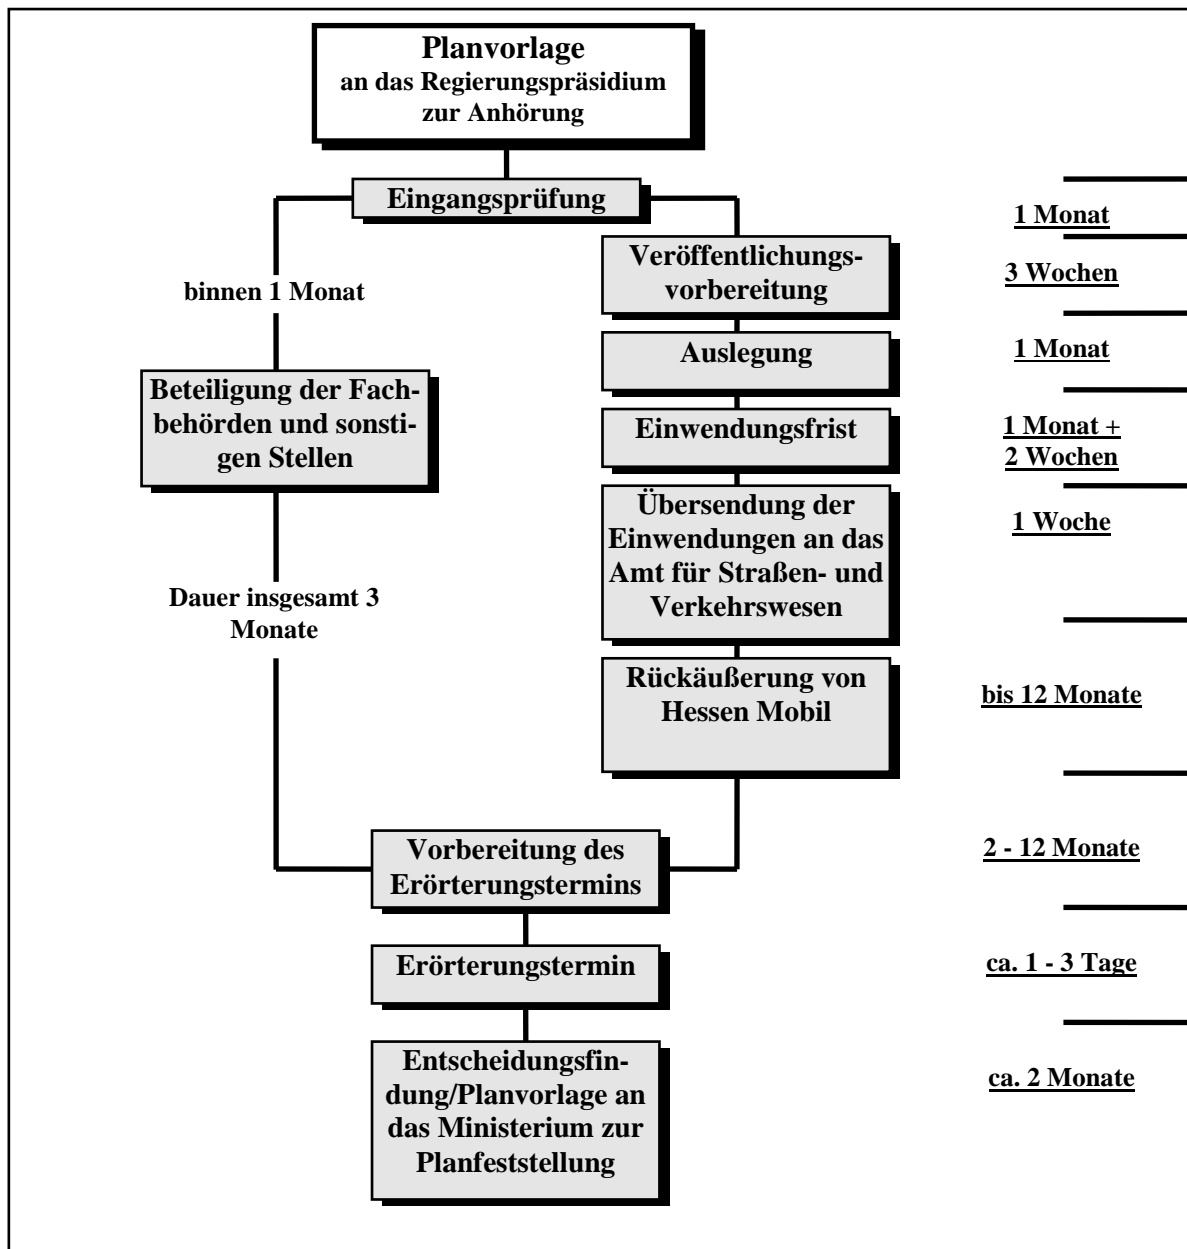 Planvorlage
an das Regierungspräsidium
zur Anhörung
Eingangsprüfung
1 Monat
Veröffentlichungs-
vorbereitung
3 Wochen
binnen 1 Monat
Auslegung
1 Monat
Beteiligung der Fach-
behörden und sonsti-
gen Stellen
Einwendungsfrist
1 Monat +
2 Wochen
Übersendung der
Einwendungen an das
Amt für Straßen- und
Verkehrswesen
1 Woche
Dauer insgesamt 3
Monate
Rückäußerung von
Hessen Mobil
bis 12 Monate
Vorbereitung des
Erörterungstermins
2 - 12 Monate
Erörterungstermin
ca. 1 - 3 Tage
Entscheidungsfin-
dung/Planvorlage an
das Ministerium zur
Planfeststellung
ca. 2 Monate